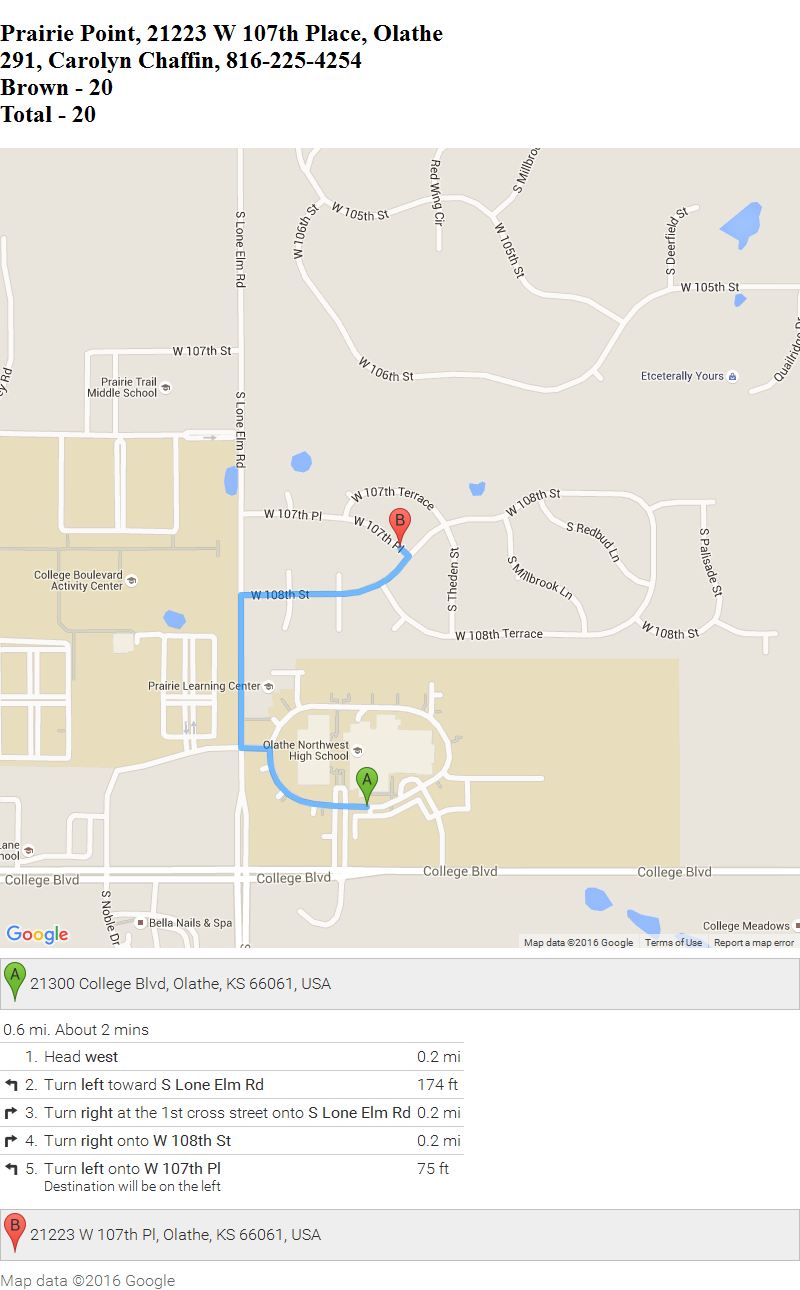 Prairie Point, 21223 W 107th Place, Olathe
291, Carolyn Chaffin, 816-225-4254
Brown - 20
Total - 20
Red Wing Cir
S Millbro
W 105th St
W 106th St
S Lone Elm Rd
W 105th St
S Deerfield St
W 105th St
Quailridge Dr
W 107th St
W 106th St
Etceterally Yours
Prairie Trail
Middle School
cy Rd
S Lone Elm Rd
W 107th Terrace
W 108th St
W 107th Pl
W 107th Pl
B
S Redbud Ln
S Palisade St
College Boulevard
Activity Center
S Theden St
S Millbrook Ln
W 108th St
W 108th Terrace
W 108th St
Prairie Learning Center
Olathe Northwest
High School
A
Lane
hool
College Blvd
College Blvd
College Blvd
College Blvd
S Noble Dr
Bella Nails & Spa
College Meadows
S
Google
Map data ©2016 Google
Terms of Use
Report a map error
A
21300 College Blvd, Olathe, KS 66061, USA
0.6 mi. About 2 mins
1. Head west 0.2 mi
2. Turn left toward S Lone Elm Rd 174 ft
3. Turn right at the 1st cross street onto S Lone Elm Rd 0.2 mi
4. Turn right onto W 108th St 0.2 mi
5. Turn left onto W 107th Pl 75 ft
Destination will be on the left
B
21223 W 107th Pl, Olathe, KS 66061, USA
Map data ©2016 Google